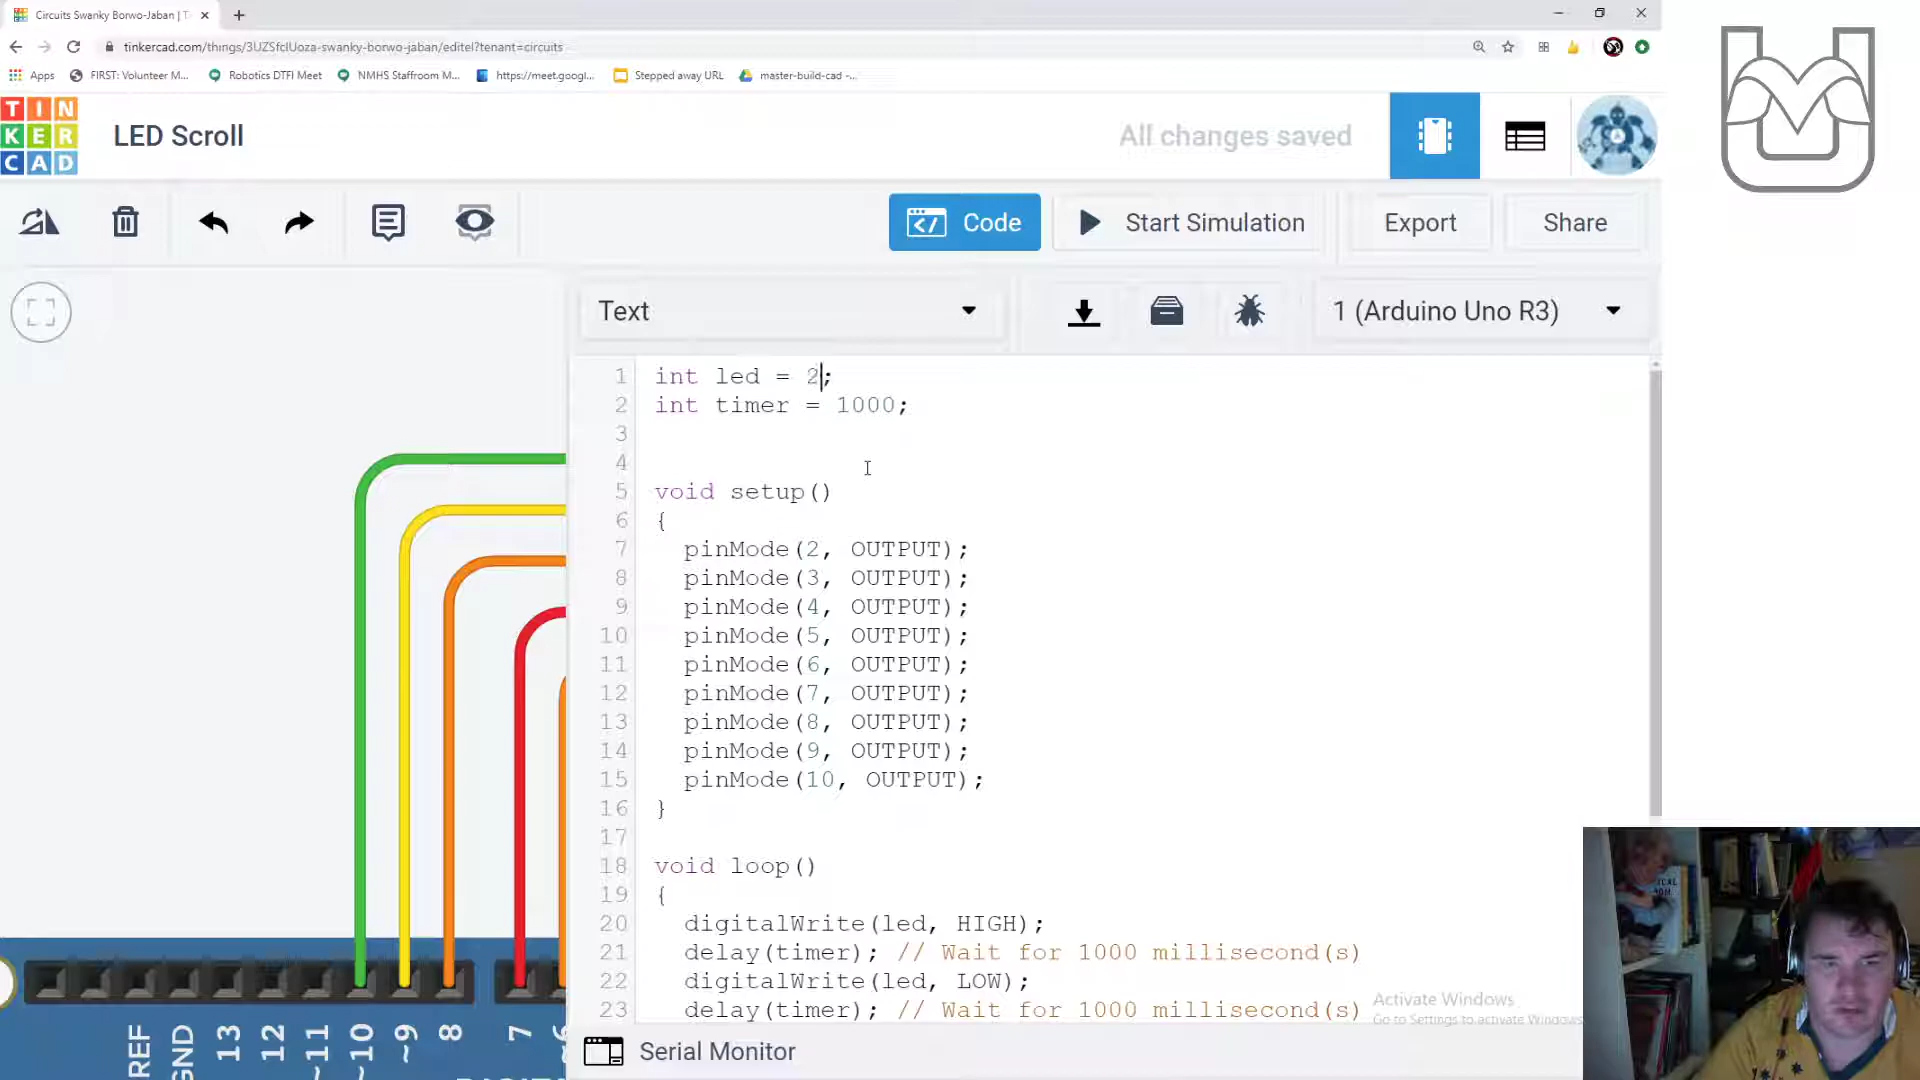 Circuits Swanky Borwo-Jaban | T
tinkercad.com/things/3UZSfclUoza-swanky-borwo-jaban/editel?tenant=circuits
Apps FIRST: Volunteer M... Robotics DTFI Meet NMHS Staffroom M... https://meet.googl... Stepped away URL master-build-cad -...
TIN
KER
CAD
LED Scroll
All changes saved
Code
Start Simulation
Export
Share
Text
1 (Arduino Uno R3)
1 int led = 2;
2 int timer = 1000;
3
4
5 void setup()
6 {
7 pinMode(2, OUTPUT);
8 pinMode(3, OUTPUT);
9 pinMode(4, OUTPUT);
10 pinMode(5, OUTPUT);
11 pinMode(6, OUTPUT);
12 pinMode(7, OUTPUT);
13 pinMode(8, OUTPUT);
14 pinMode(9, OUTPUT);
15 pinMode(10, OUTPUT);
16 }
17
18 void loop()
19 {
20 digitalWrite(led, HIGH);
21 delay(timer); // Wait for 1000 millisecond(s)
22 digitalWrite(led, LOW);
23 delay(timer); // Wait for 1000 millisecond(s)
Activate Windows
Go to Settings to activate Windows
Serial Monitor
REF
GND
13
12
~11
~10
~9
8
7